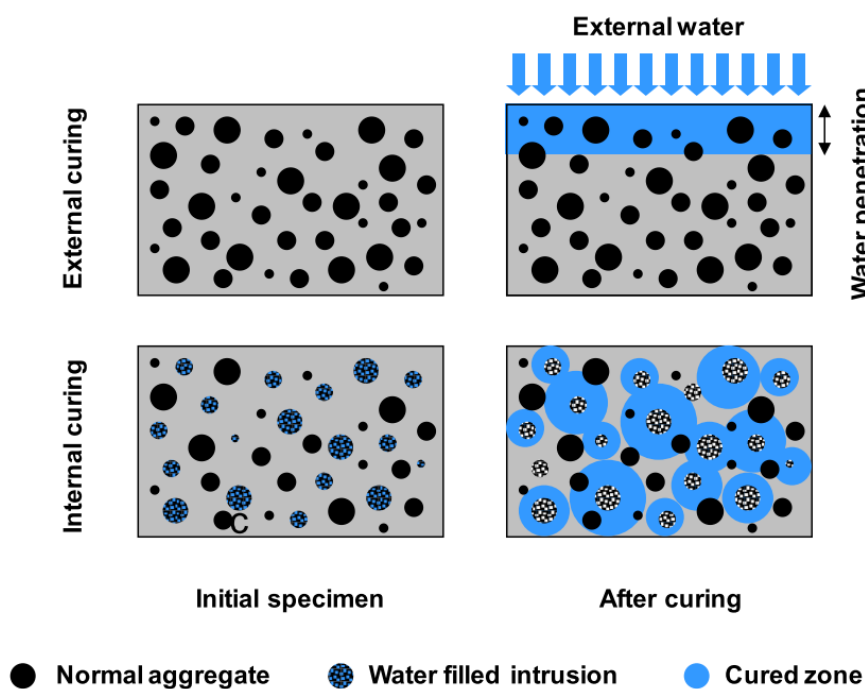 External water
External curing
Water penetration
Internal curing
C
Initial specimen
After curing
Normal aggregate
Water filled intrusion
Cured zone